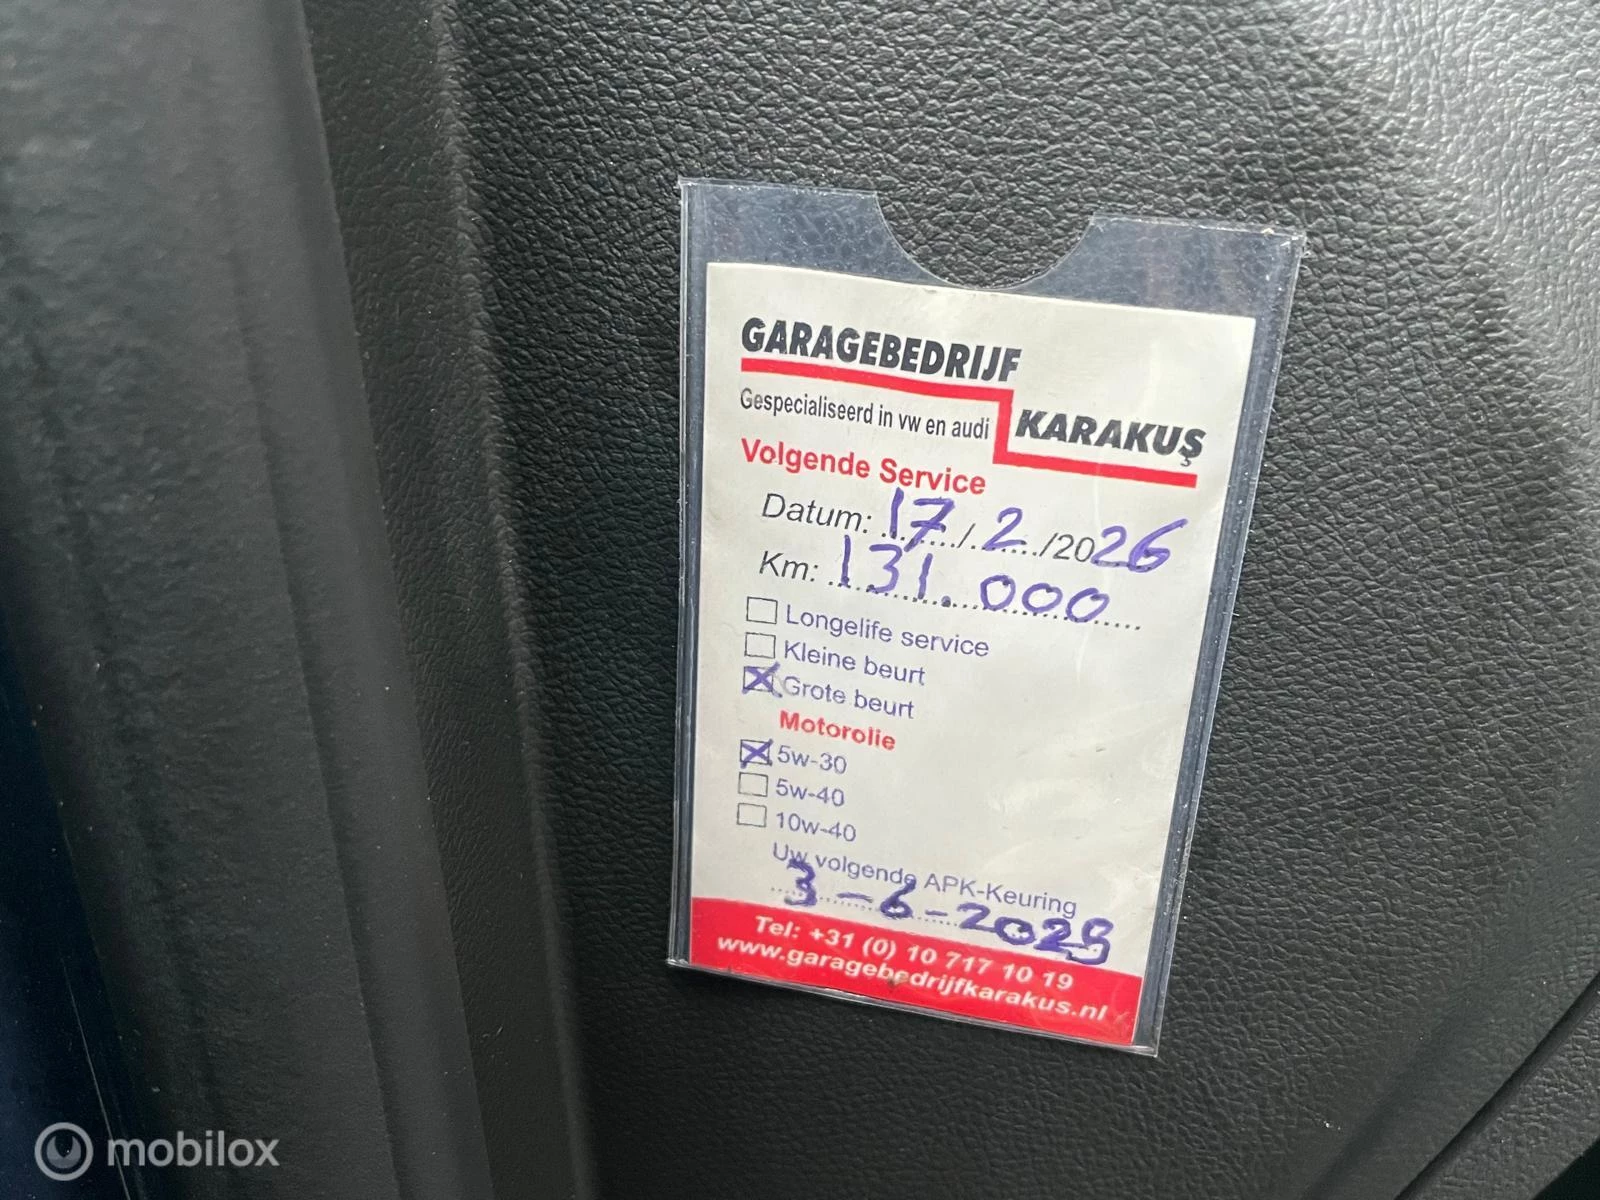 GARAGEBEDRIJF
Gespecialiseerd in vw en audi
KARAKUŞ
Volgende Service
Datum: 17/2/2026
Km: 131.000
Longelife service
Kleine beurt
Grote beurt
Motorolie
5w-30
5w-40
10w-40
Uw volgende APK-Keuring
3-6-2025
Tel: +31 (0) 10 717 10 19
www.garagebedrijfkarakus.nl
mobilox